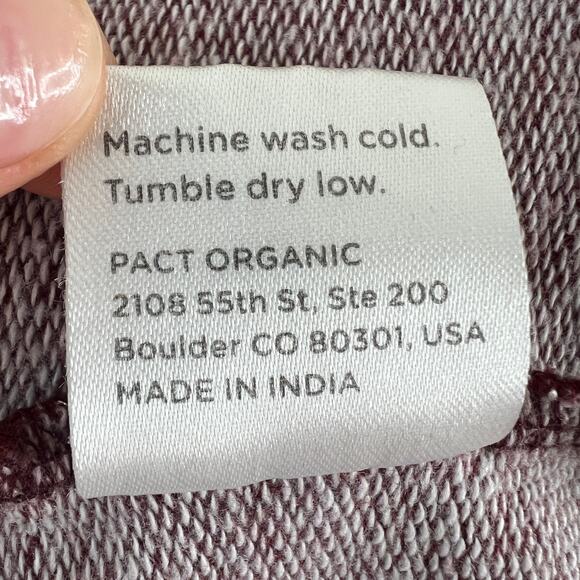 Machine wash cold.
Tumble dry low.
PACT ORGANIC
2108 55th St, Ste 200
Boulder CO 80301, USA
MADE IN INDIA